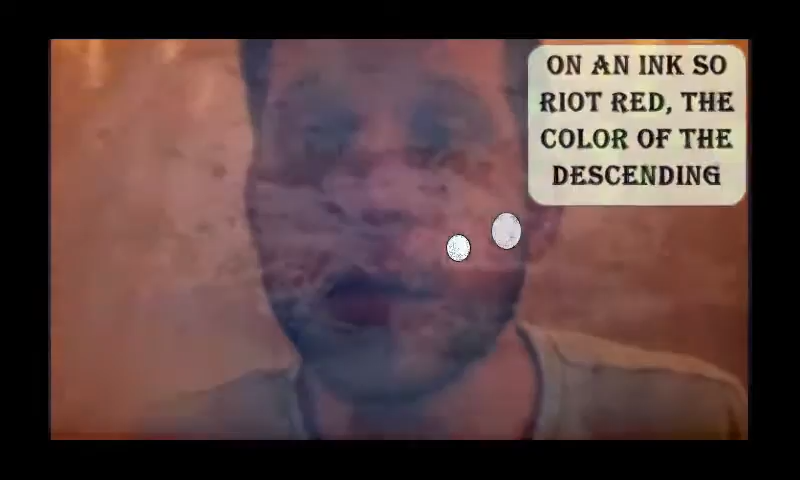 ON AN INK SO
RIOT RED, THE
COLOR OF THE
DESCENDING